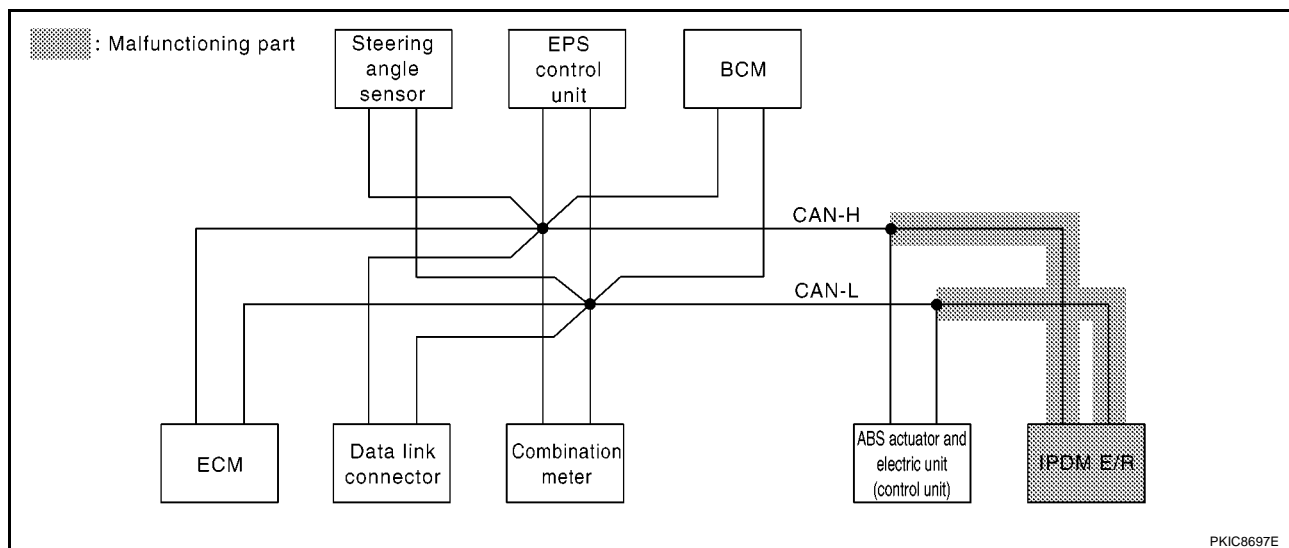 : Malfunctioning part
Steering
angle
sensor
EPS
control
unit
BCM
CAN-H
CAN-L
ECM
Data link
connector
Combination
meter
ABS actuator and
electric unit
(control unit)
IPDM E/R
PKIC8697E